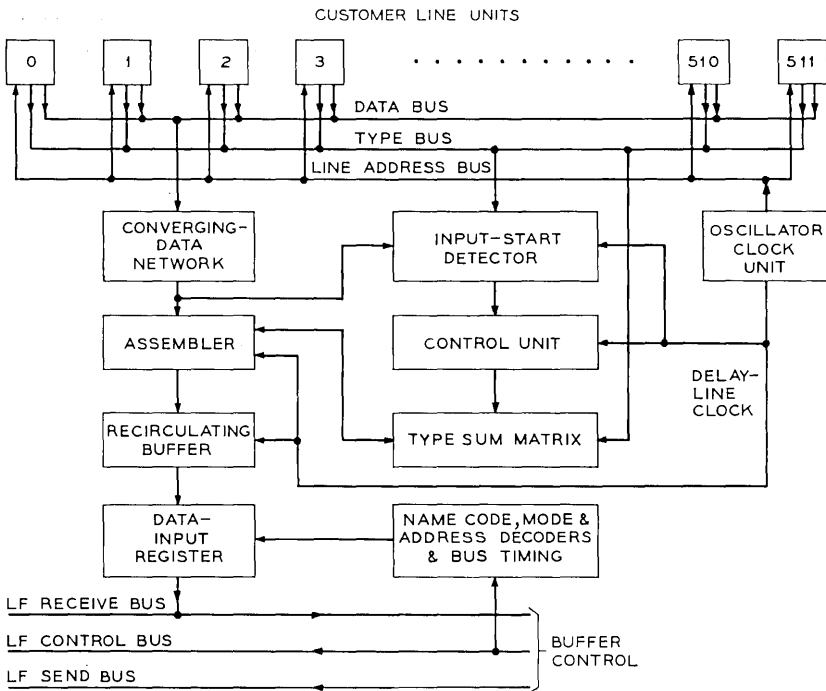 CUSTOMER LINE UNITS
0 1 2 3 . . . . . . . . . . . . 510 511
DATA BUS
TYPE BUS
LINE ADDRESS BUS
CONVERGING-
DATA
NETWORK
INPUT-START
DETECTOR
OSCILLATOR
CLOCK
UNIT
ASSEMBLER
CONTROL UNIT
DELAY-
LINE
CLOCK
RECIRCULATING
BUFFER
TYPE SUM MATRIX
DATA-
INPUT
REGISTER
NAME CODE, MODE &
ADDRESS DECODERS
& BUS TIMING
LF RECEIVE BUS
LF CONTROL BUS
LF SEND BUS
BUFFER
CONTROL